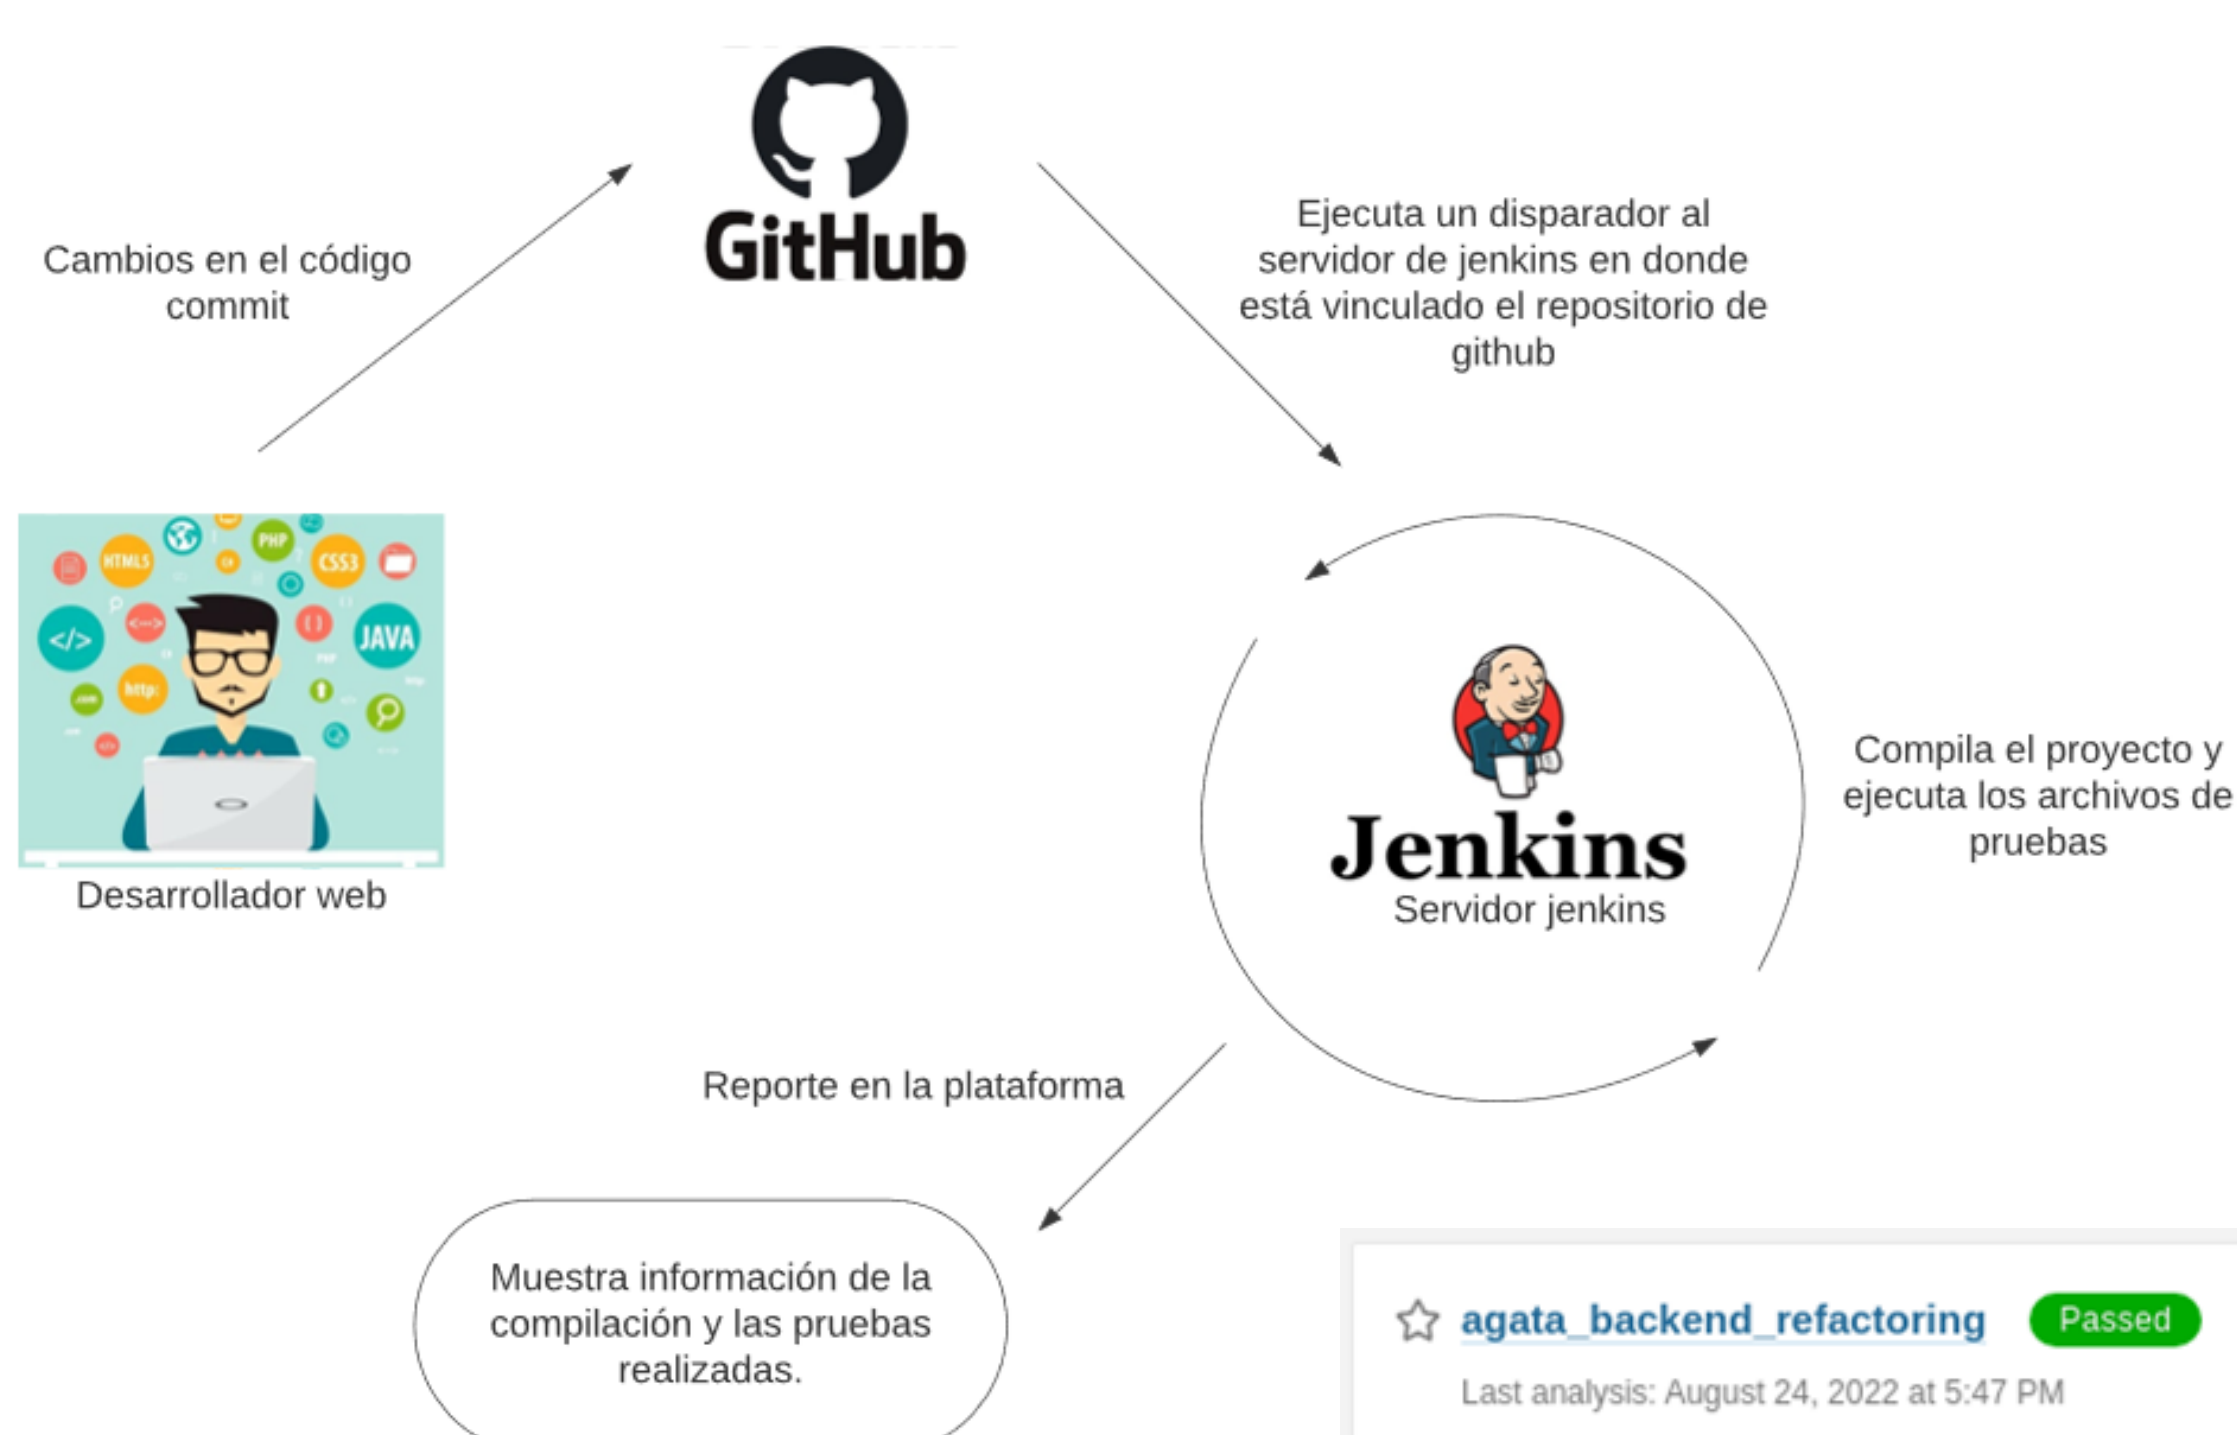 GitHub
Cambios en el código
commit
Ejecuta un disparador al
servidor de jenkins en donde
está vinculado el repositorio de
github
HTML5
PHP
CSS3
</>
<...>
{ }
JAVA
http:
.com
</>
Desarrollador web
Jenkins
Servidor jenkins
Compila el proyecto y
ejecuta los archivos de
pruebas
Reporte en la plataforma
Muestra información de la
compilación y las pruebas
realizadas.
agata_backend_refactoring
Passed
Last analysis: August 24, 2022 at 5:47 PM